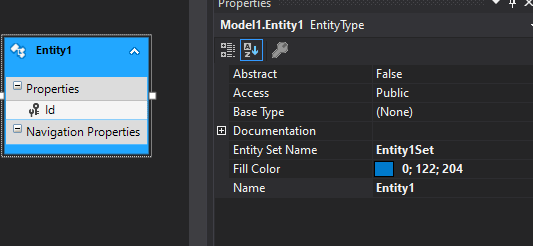 Properties
Model1.Entity1 EntityType
Entity1
Properties
Id
Navigation Properties
Abstract False
Access Public
Base Type (None)
Documentation
Entity Set Name Entity1Set
Fill Color 0; 122; 204
Name Entity1